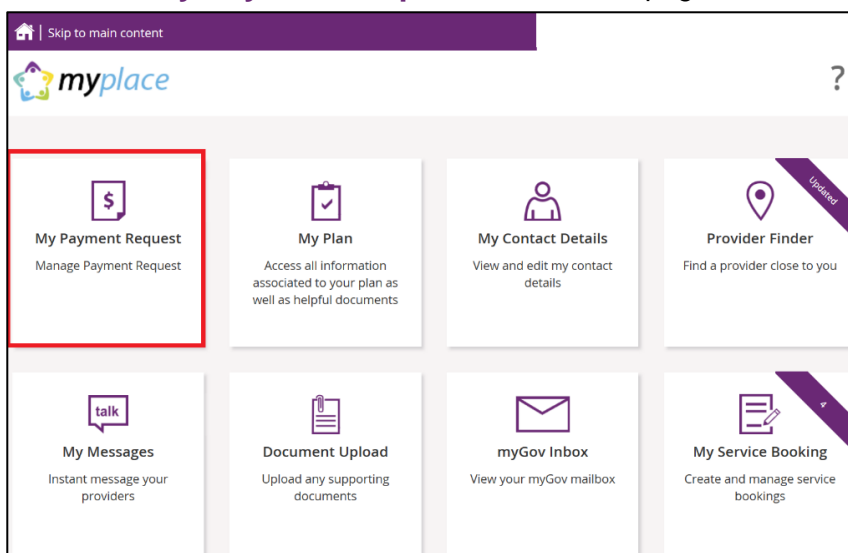 Skip to main content
myplace
?
$
My Payment Request
Manage Payment Request
My Plan
Access all information
associated to your plan as
well as helpful documents
My Contact Details
View and edit my contact
details
Updated
Provider Finder
Find a provider close to you
talk
My Messages
Instant message your
providers
Document Upload
Upload any supporting
documents
myGov Inbox
View your myGov mailbox
4
My Service Booking
Create and manage service
bookings